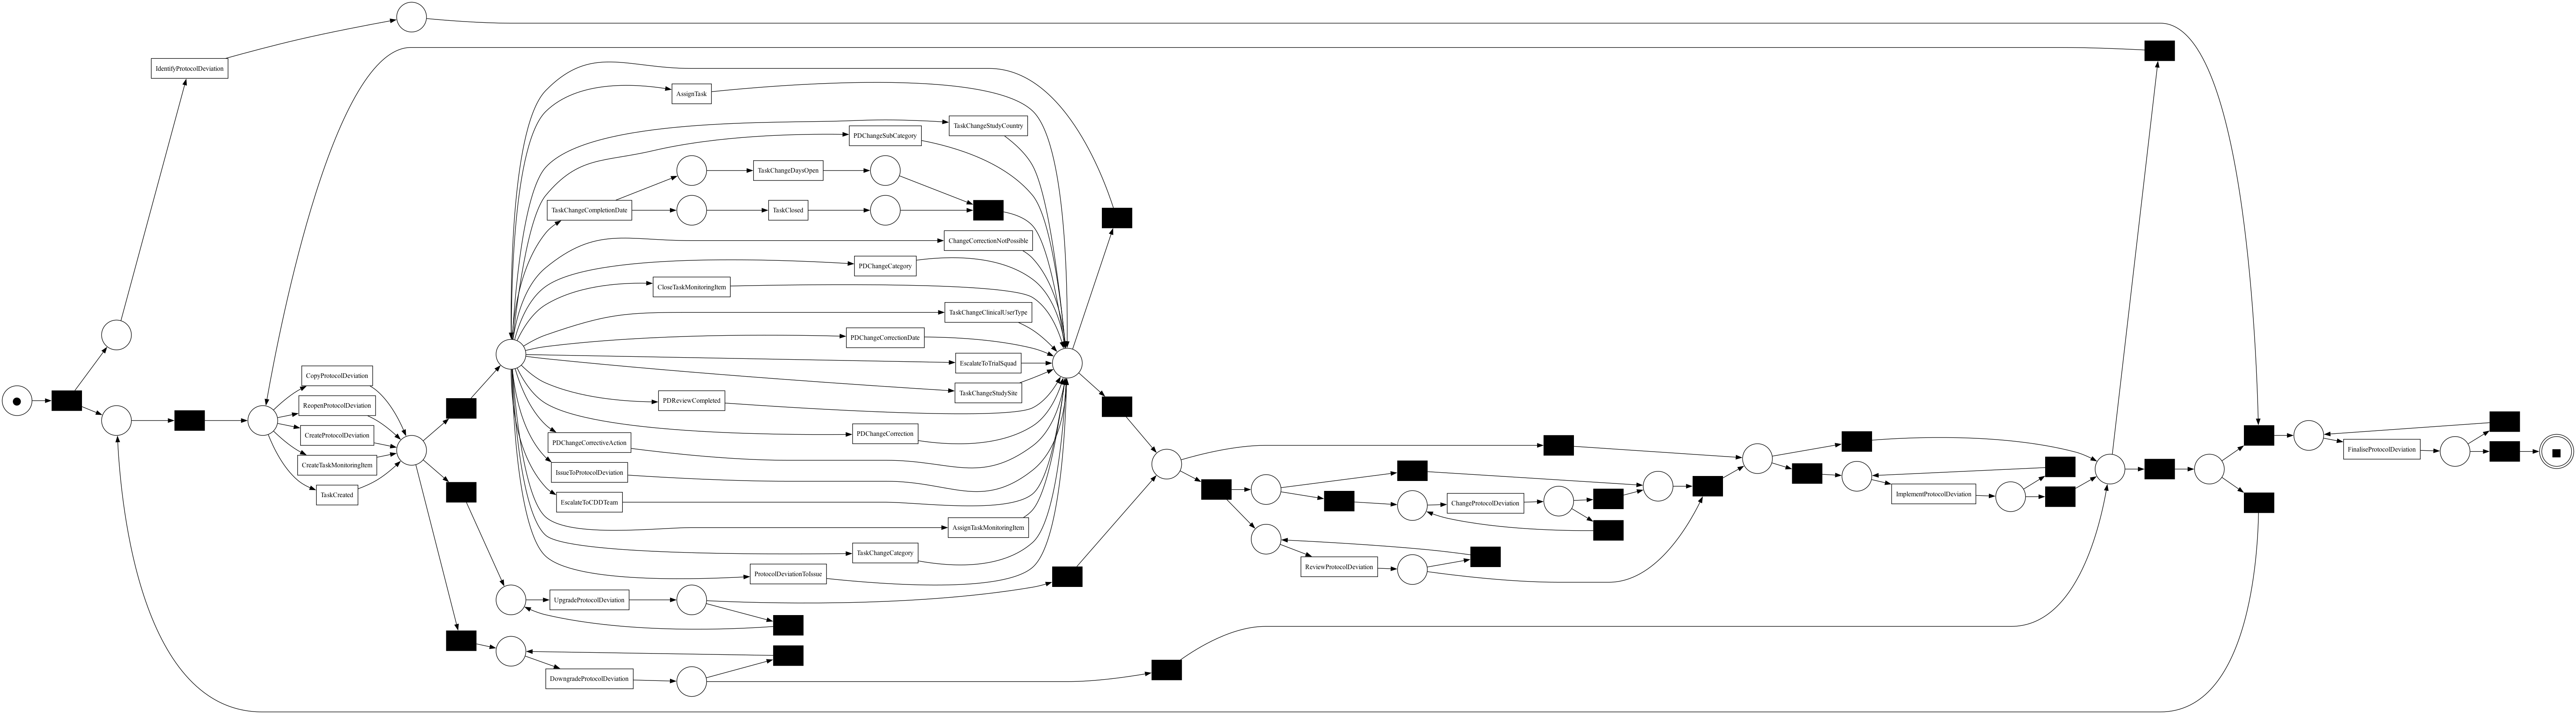 IdentifyProtocolDeviation
AssignTask
TaskChangeStudyCountry
PDChangeSubCategory
TaskChangeDaysOpen
TaskChangeCompletionDate
TaskClosed
ChangeCorrectionNotPossible
PDChangeCategory
CloseTaskMonitoringItem
TaskChangeClinicalUserType
PDChangeCorrectionDate
EscalateToTrialSquad
CopyProtocolDeviation
TaskChangeStudySite
PDReviewCompleted
ReopenProtocolDeviation
CreateProtocolDeviation
PDChangeCorrection
PDChangeCorrectiveAction
FinaliseProtocolDeviation
CreateTaskMonitoringItem
IssueToProtocolDeviation
TaskCreated
ImplementProtocolDeviation
EscalateToCDDTeam
ChangeProtocolDeviation
AssignTaskMonitoringItem
TaskChangeCategory
ReviewProtocolDeviation
ProtocolDeviationToIssue
UpgradeProtocolDeviation
DowngradeProtocolDeviation